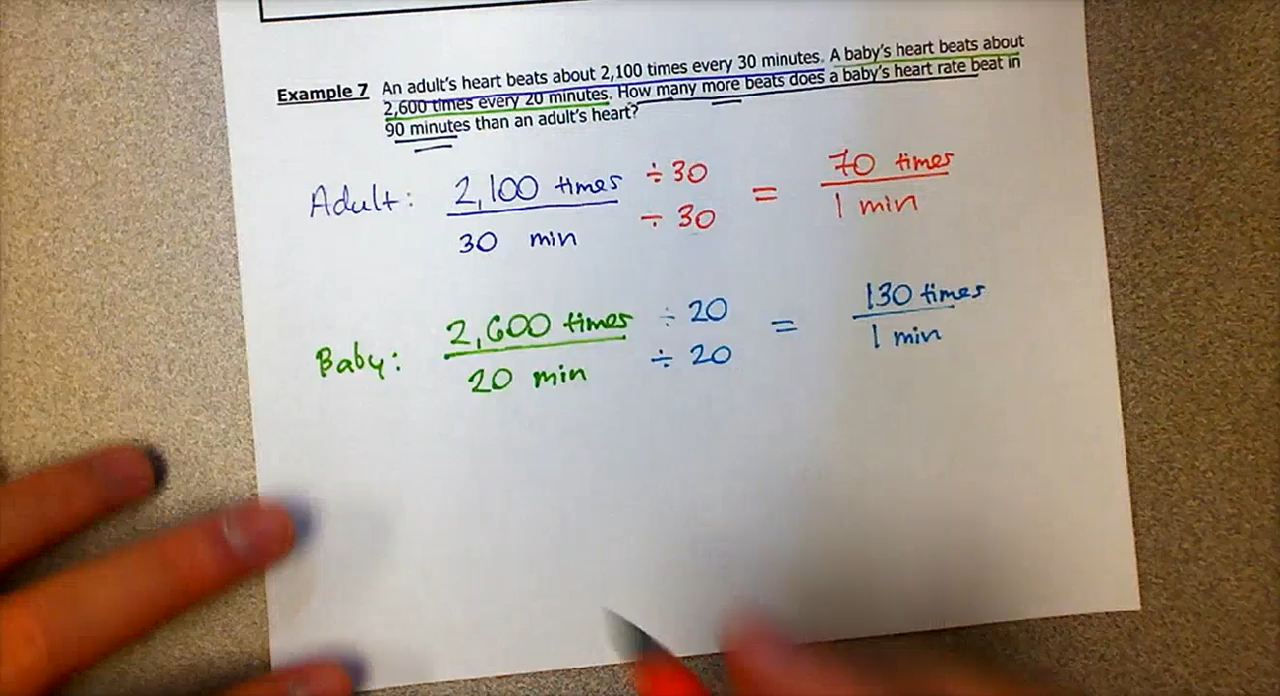 Example 7 An adult's heart beats about 2,100 times every 30 minutes. A baby's heart beats about
2,600 times every 20 minutes. How many more beats does a baby's heart rate beat in
90 minutes than an adult's heart?
Adult: 2,100 times ÷ 30 = 70 times
30 min ÷ 30 1 min
Baby: 2,600 times ÷ 20 = 130 times
20 min ÷ 20 1 min